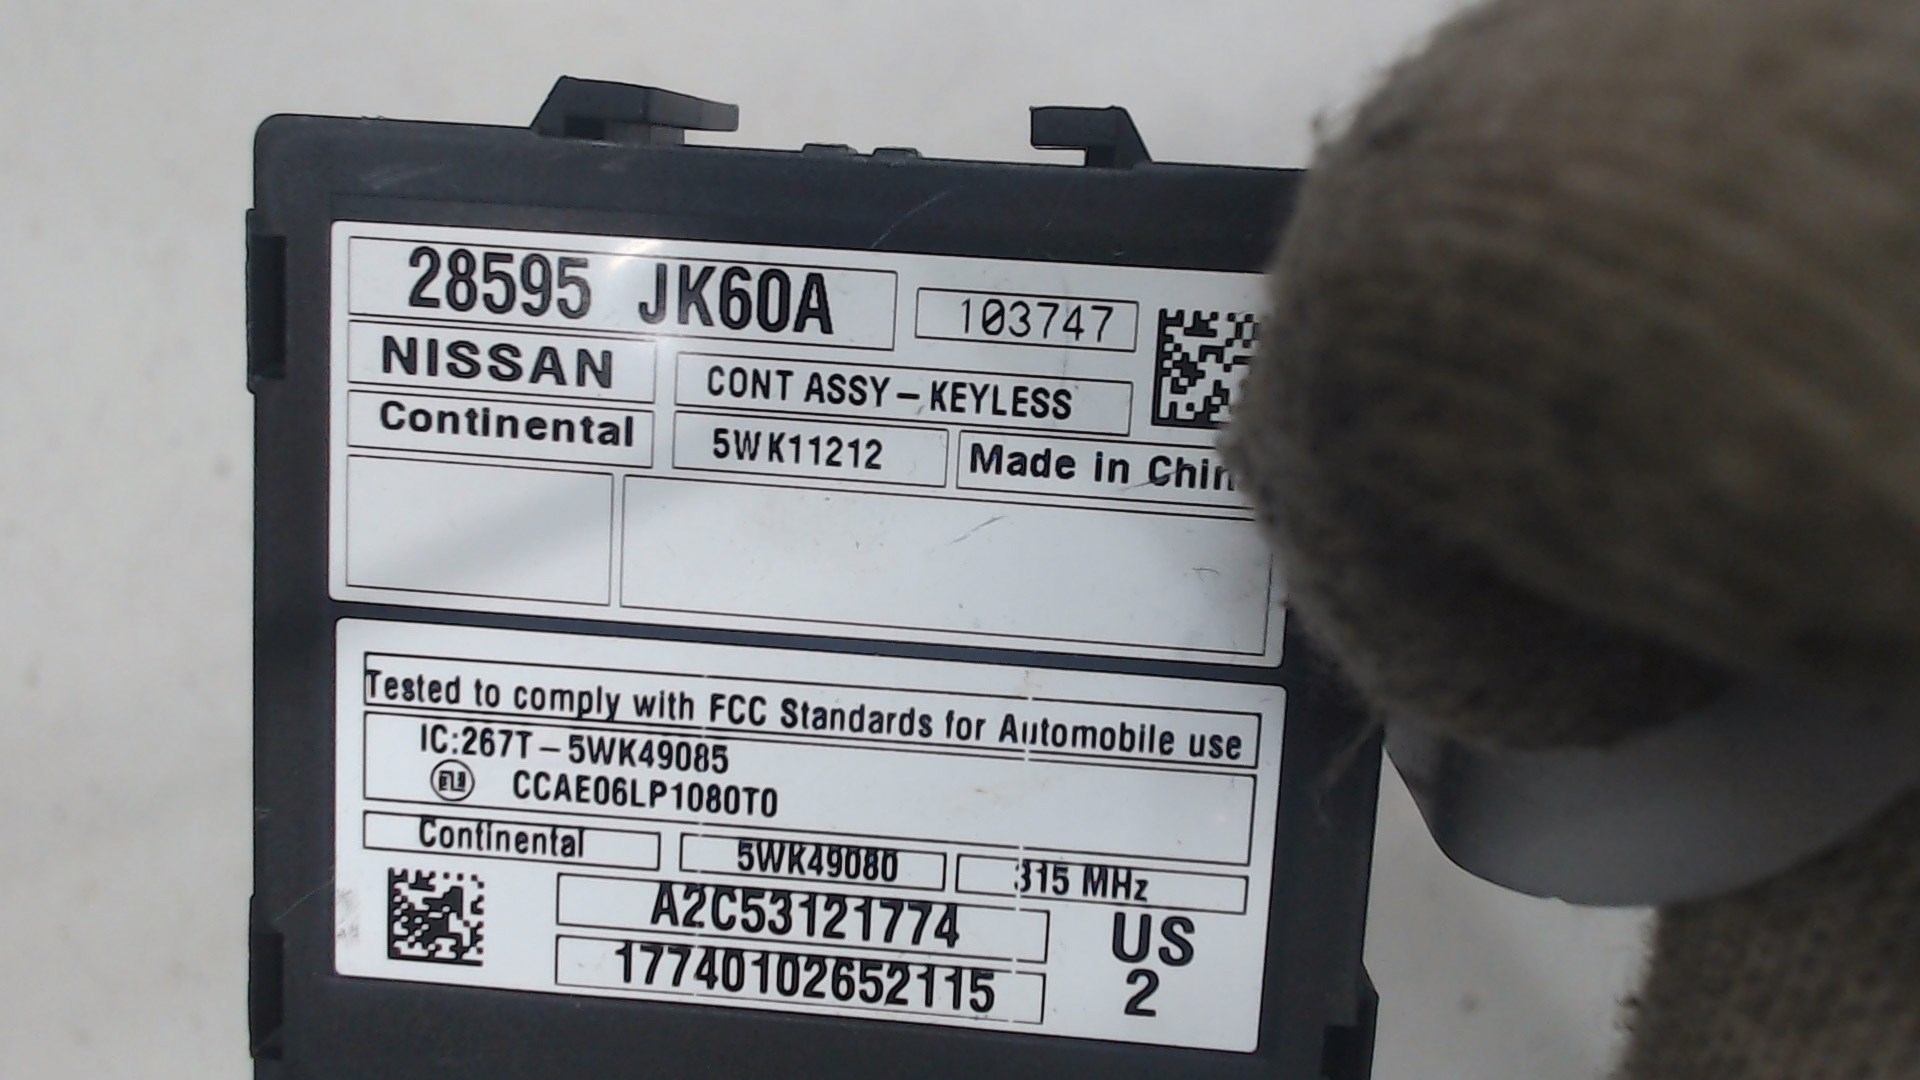 28595 JK60A
103747
NISSAN
CONT ASSY – KEYLESS
Continental
5WK11212
Made in Chin
Tested to comply with FCC Standards for Automobile use
IC:267T – 5WK49085
CCAE06LP1080T0
Continental
5WK49080
315 MHz
A2C53121774
US
17740102652115
2